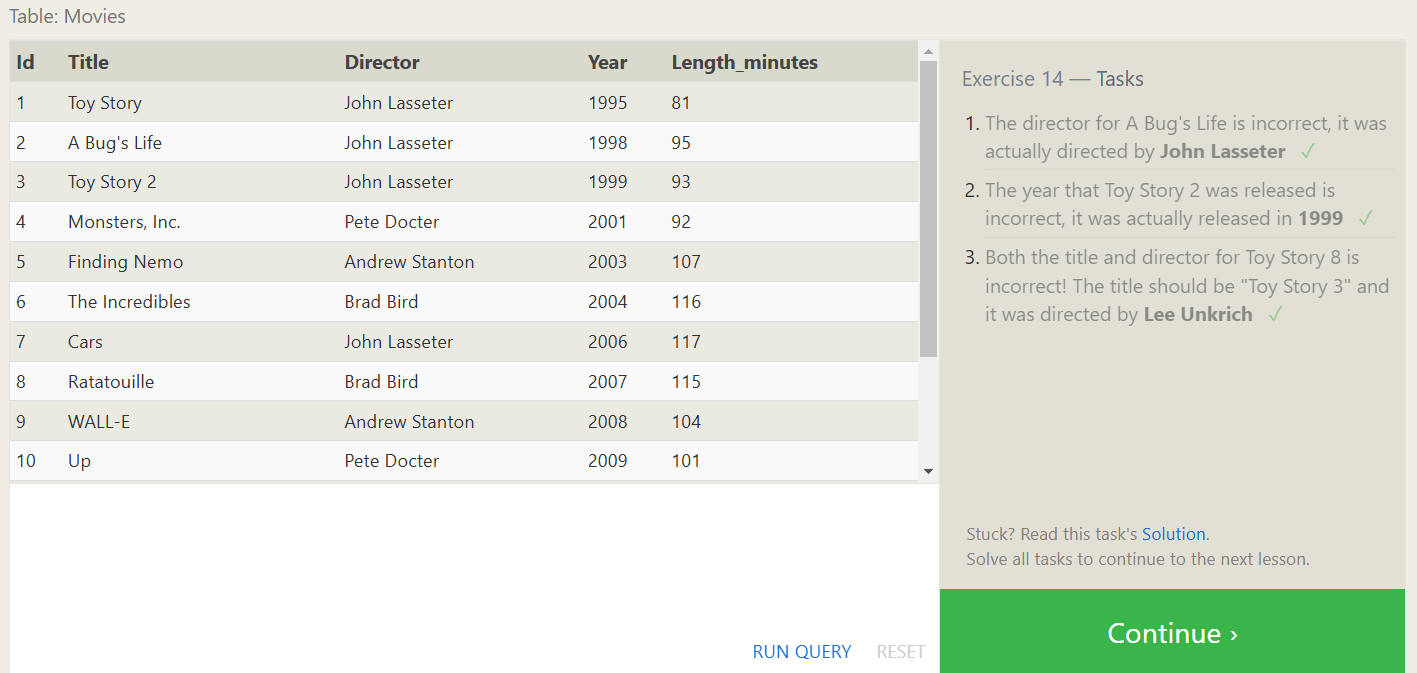 Table: Movies
Id Title Director Year Length_minutes
1 Toy Story John Lasseter 1995 81
2 A Bug's Life John Lasseter 1998 95
3 Toy Story 2 John Lasseter 1999 93
4 Monsters, Inc. Pete Docter 2001 92
5 Finding Nemo Andrew Stanton 2003 107
6 The Incredibles Brad Bird 2004 116
7 Cars John Lasseter 2006 117
8 Ratatouille Brad Bird 2007 115
9 WALL-E Andrew Stanton 2008 104
10 Up Pete Docter 2009 101
RUN QUERY RESET
Exercise 14 — Tasks
1. The director for A Bug's Life is incorrect, it was
actually directed by John Lasseter ✓
2. The year that Toy Story 2 was released is
incorrect, it was actually released in 1999 ✓
3. Both the title and director for Toy Story 8 is
incorrect! The title should be "Toy Story 3" and
it was directed by Lee Unkrich ✓
Stuck? Read this task's Solution.
Solve all tasks to continue to the next lesson.
Continue ›